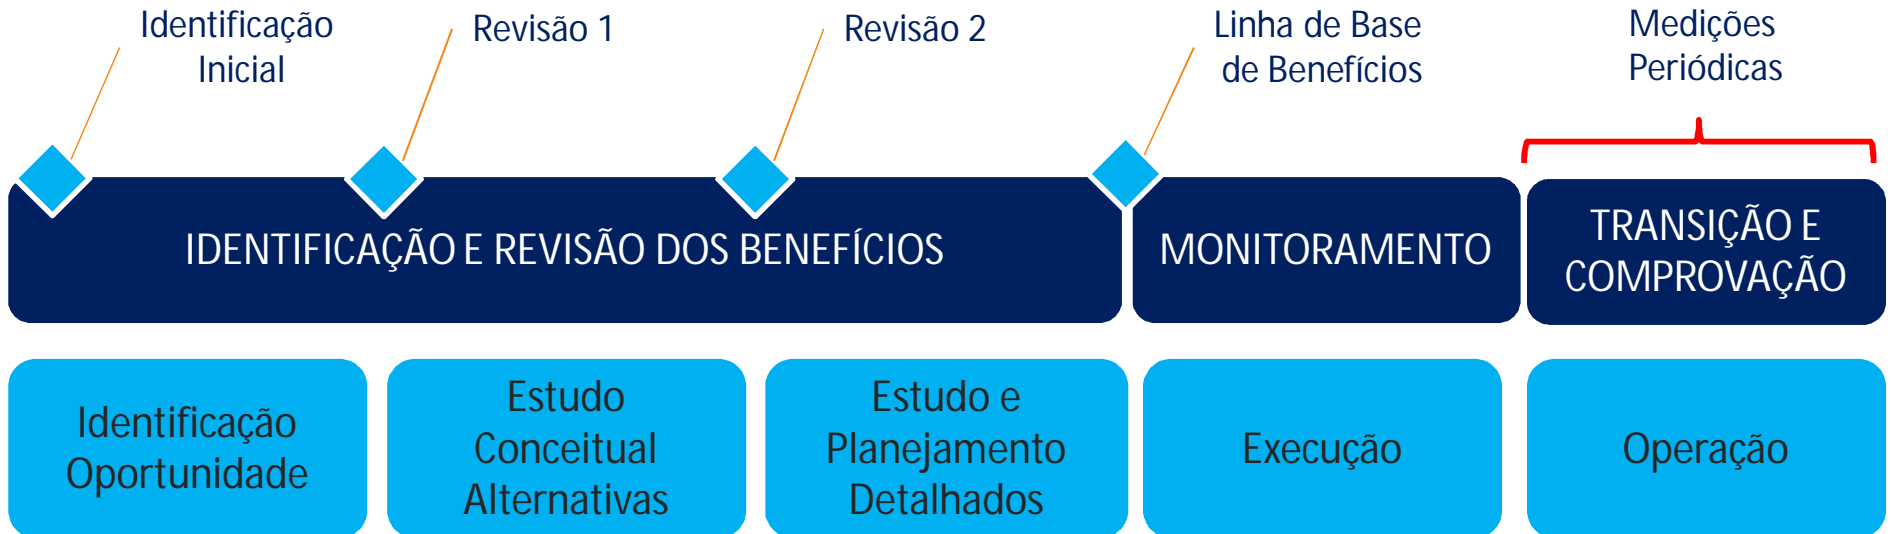 Identificação
Inicial
Revisão 1
Revisão 2
Linha de Base
de Benefícios
Medições
Periódicas
IDENTIFICAÇÃO E REVISÃO DOS BENEFÍCIOS
MONITORAMENTO
TRANSIÇÃO E
COMPROVAÇÃO
Identificação
Oportunidade
Estudo
Conceitual
Alternativas
Estudo e
Planejamento
Detalhados
Execução
Operação